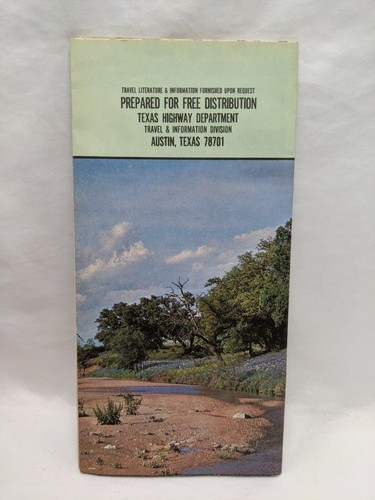 TRAVEL LITERATURE & INFORMATION FURNISHED UPON REQUEST
PREPARED FOR FREE DISTRIBUTION
TEXAS HIGHWAY DEPARTMENT
TRAVEL & INFORMATION DIVISION
AUSTIN, TEXAS 78701